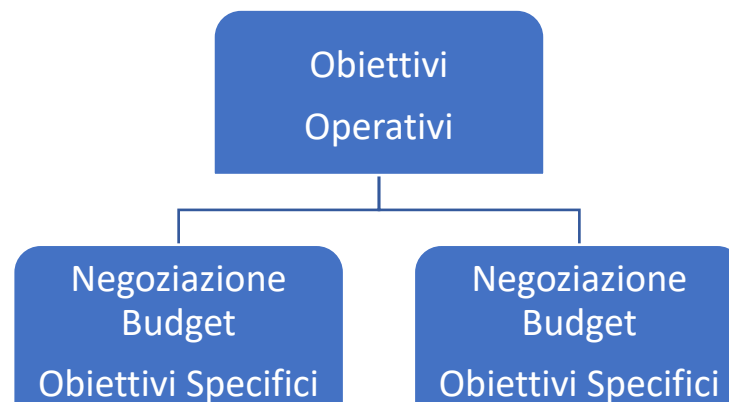 Obiettivi
Operativi
Negoziazione
Budget
Obiettivi Specifici
Negoziazione
Budget
Obiettivi Specifici